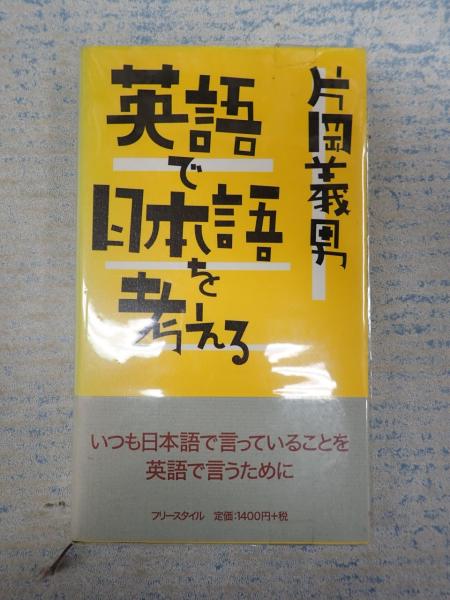 英語
で
日本語
を
考える
片岡義男
いつも日本語で言っていることを
英語で言うために
フリースタイル 定価:1400円+税